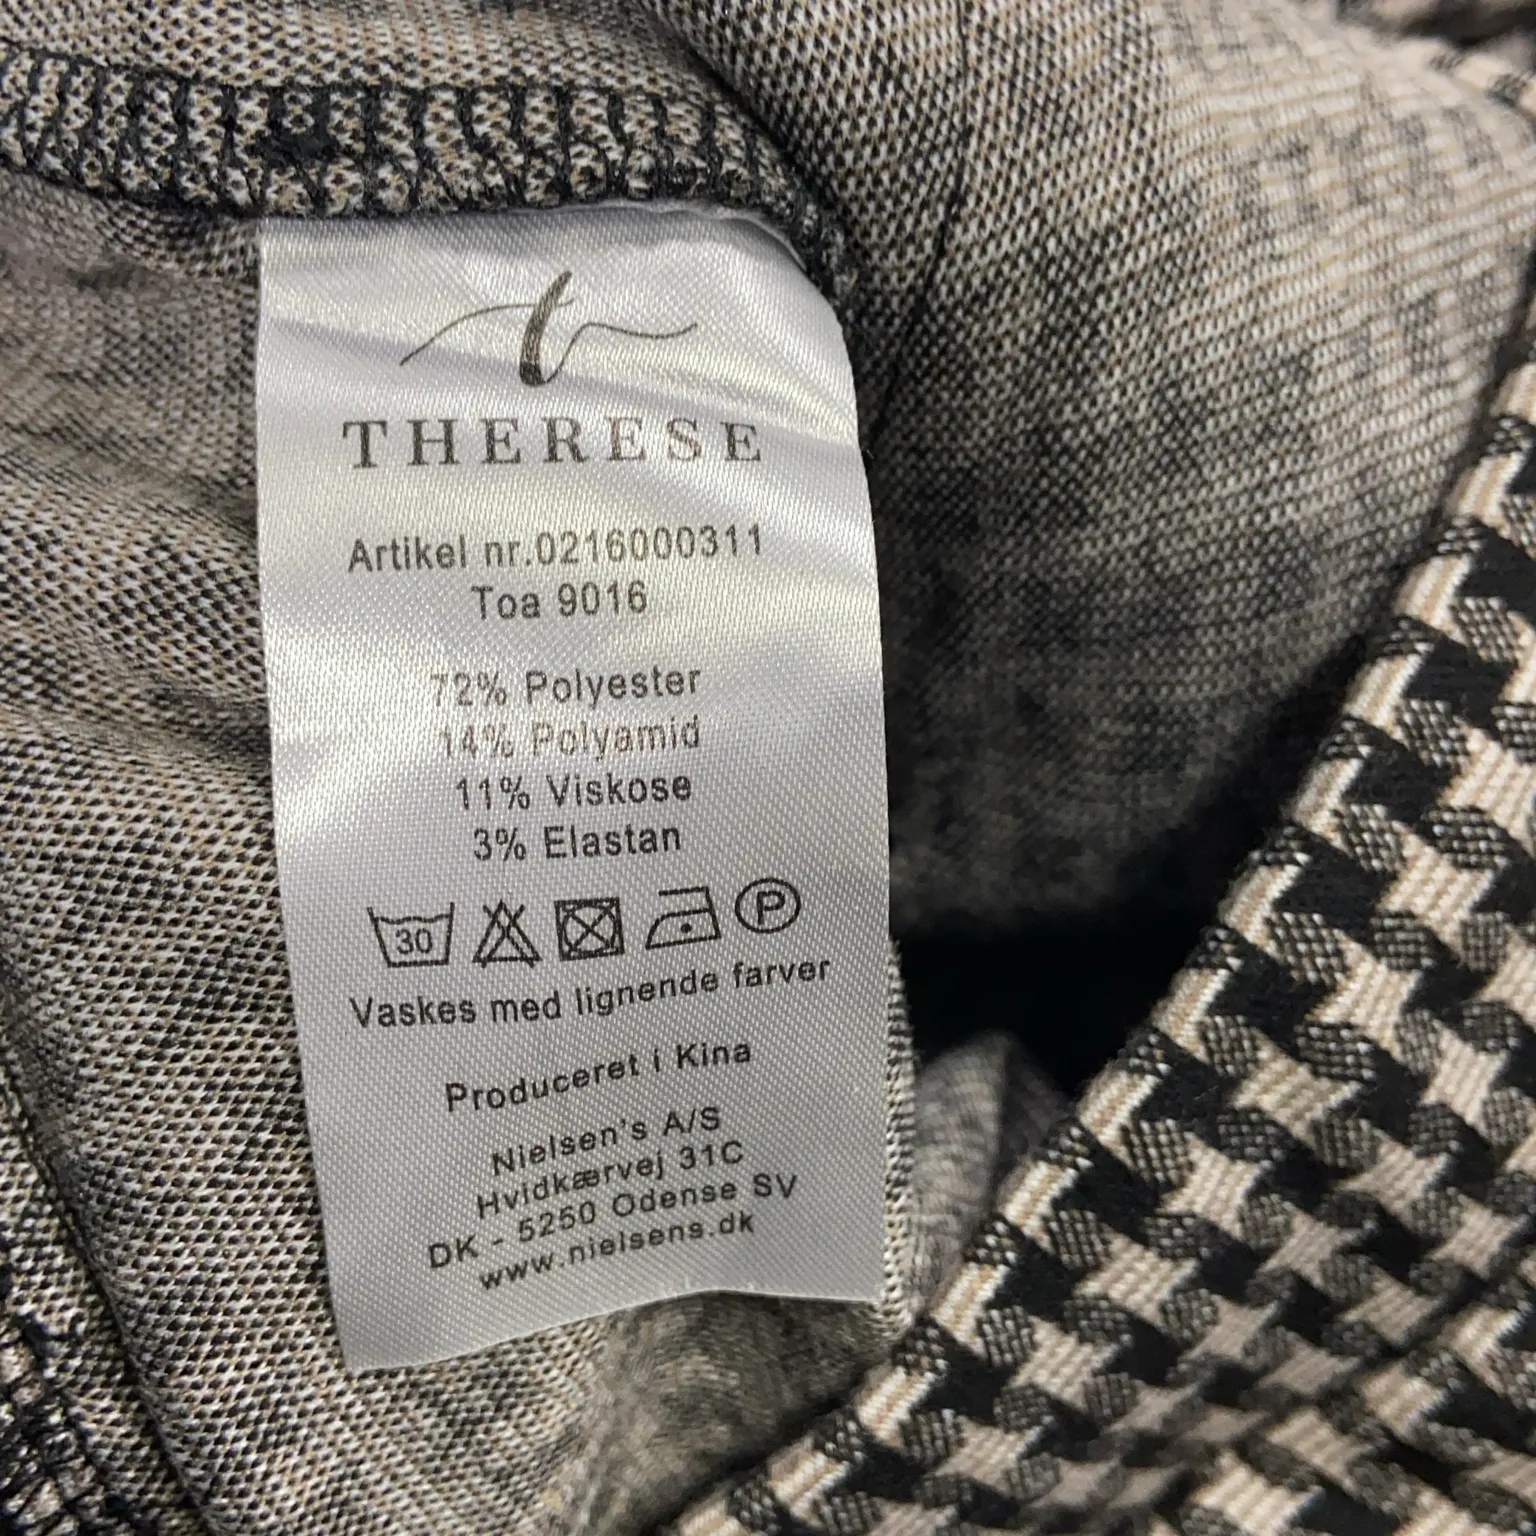 t
THERESE
Artikel nr.0216000311
Toa 9016
72% Polyester
14% Polyamid
11% Viskose
3% Elastan
30 P
Vaskes med lignende farver
Produceret i Kina
Nielsen's A/S
Hvidkærvej 31C
DK - 5250 Odense SV
www.nielsens.dk